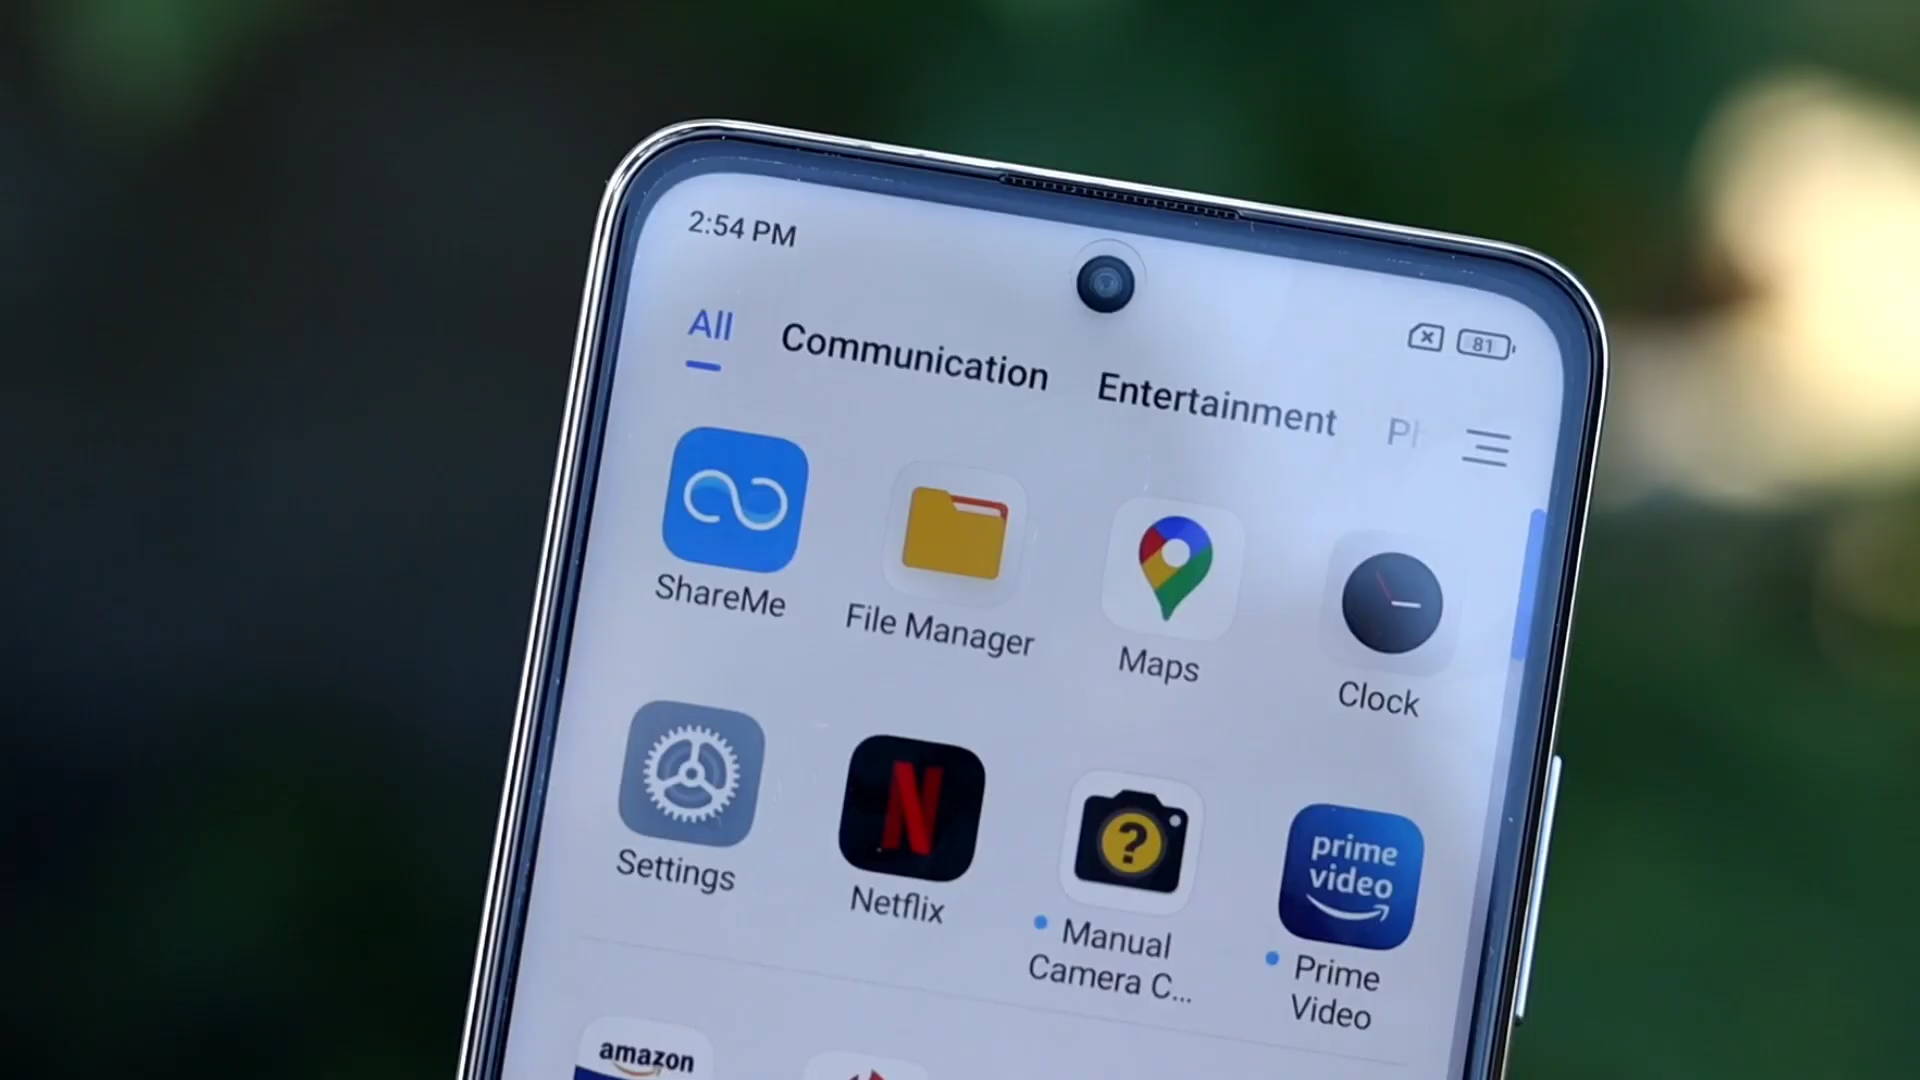 2:54 PM
81
All Communication Entertainment
ShareMe File Manager Maps Clock
prime
video
Settings Netflix Manual
Camera C... Prime
Video
amazon